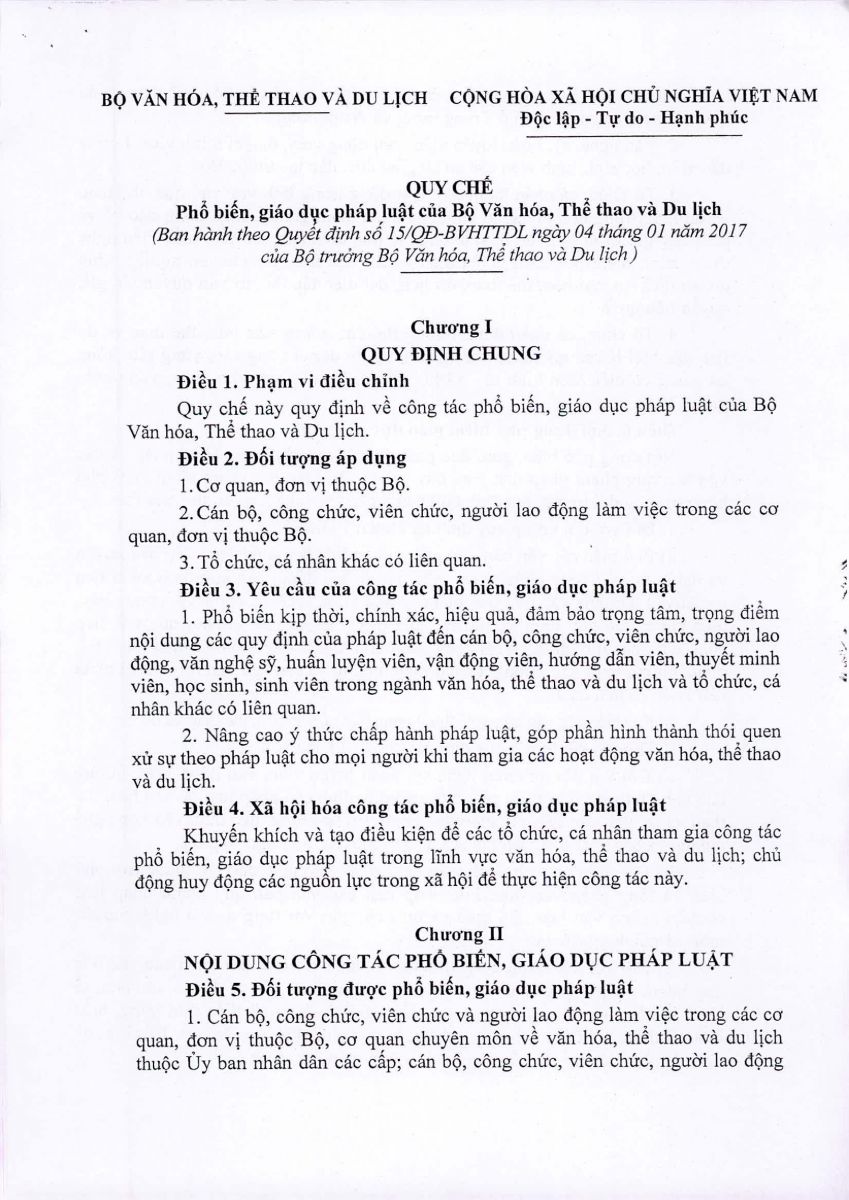 BỘ VĂN HÓA, THỂ THAO VÀ DU LỊCH CỘNG HÒA XÃ HỘI CHỦ NGHĨA VIỆT NAM
Độc lập - Tự do - Hạnh phúc
QUY CHẾ
Phổ biến, giáo dục pháp luật của Bộ Văn hóa, Thể thao và Du lịch
(Ban hành theo Quyết định số 15/QĐ-BVHTTDL ngày 04 tháng 01 năm 2017
của Bộ trưởng Bộ Văn hóa, Thể thao và Du lịch )
Chương I
QUY ĐỊNH CHUNG
Điều 1. Phạm vi điều chỉnh
Quy chế này quy định về công tác phổ biến, giáo dục pháp luật của Bộ
Văn hóa, Thể thao và Du lịch.
Điều 2. Đối tượng áp dụng
1. Cơ quan, đơn vị thuộc Bộ.
2. Cán bộ, công chức, viên chức, người lao động làm việc trong các cơ
quan, đơn vị thuộc Bộ.
3. Tổ chức, cá nhân khác có liên quan.
Điều 3. Yêu cầu của công tác phổ biến, giáo dục pháp luật
1. Phổ biến kịp thời, chính xác, hiệu quả, đảm bảo trọng tâm, trọng điểm
nội dung các quy định của pháp luật đến cán bộ, công chức, viên chức, người lao
động, văn nghệ sỹ, huấn luyện viên, vận động viên, hướng dẫn viên, thuyết minh
viên, học sinh, sinh viên trong ngành văn hóa, thể thao và du lịch và tổ chức, cá
nhân khác có liên quan.
2. Nâng cao ý thức chấp hành pháp luật, góp phần hình thành thói quen
xử sự theo pháp luật cho mọi người khi tham gia các hoạt động văn hóa, thể thao
và du lịch.
Điều 4. Xã hội hóa công tác phổ biến, giáo dục pháp luật
Khuyến khích và tạo điều kiện để các tổ chức, cá nhân tham gia công tác
phổ biến, giáo dục pháp luật trong lĩnh vực văn hóa, thể thao và du lịch; chủ
động huy động các nguồn lực trong xã hội để thực hiện công tác này.
Chương II
NỘI DUNG CÔNG TÁC PHỔ BIẾN, GIÁO DỤC PHÁP LUẬT
Điều 5. Đối tượng được phổ biến, giáo dục pháp luật
1. Cán bộ, công chức, viên chức và người lao động làm việc trong các cơ
quan, đơn vị thuộc Bộ, cơ quan chuyên môn về văn hóa, thể thao và du lịch
thuộc Ủy ban nhân dân các cấp; cán bộ, công chức, viên chức, người lao động